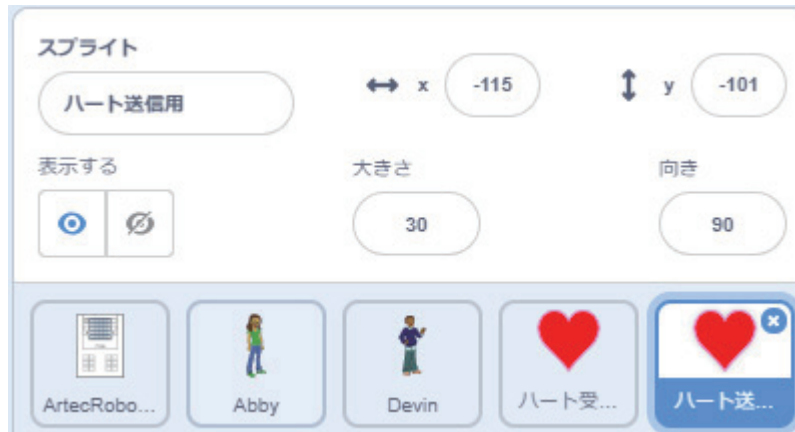 スプライト
ハート送信用
x -115
y -101
表示する
大きさ
向き
30
90
ArtecRobo...
Abby
Devin
ハート受...
ハート送...